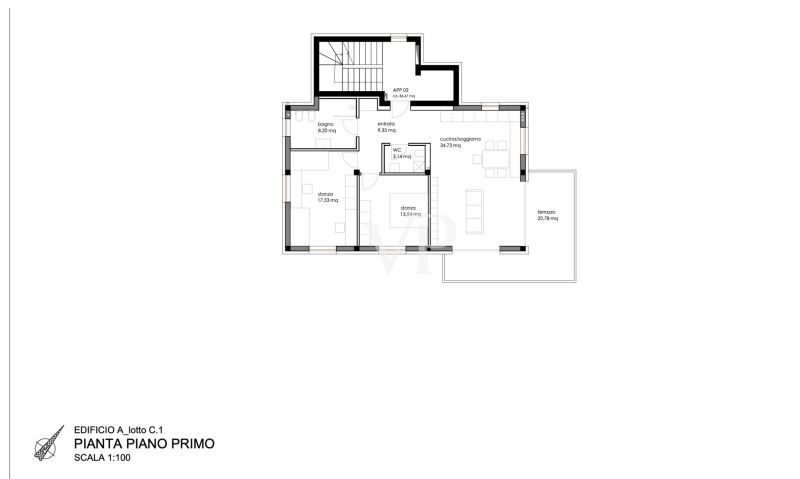 APP 02
ca. 86,41 mq
bagno
8,20 mq
entrata
9,33 mq
cucina/soggiorno
34,73 mq
WC
3,14 mq
stanza
17,53 mq
stanza
13,54 mq
terrazzo
20,78 mq
VP
EDIFICIO A_lotto C.1
PIANTA PIANO PRIMO
SCALA 1:100